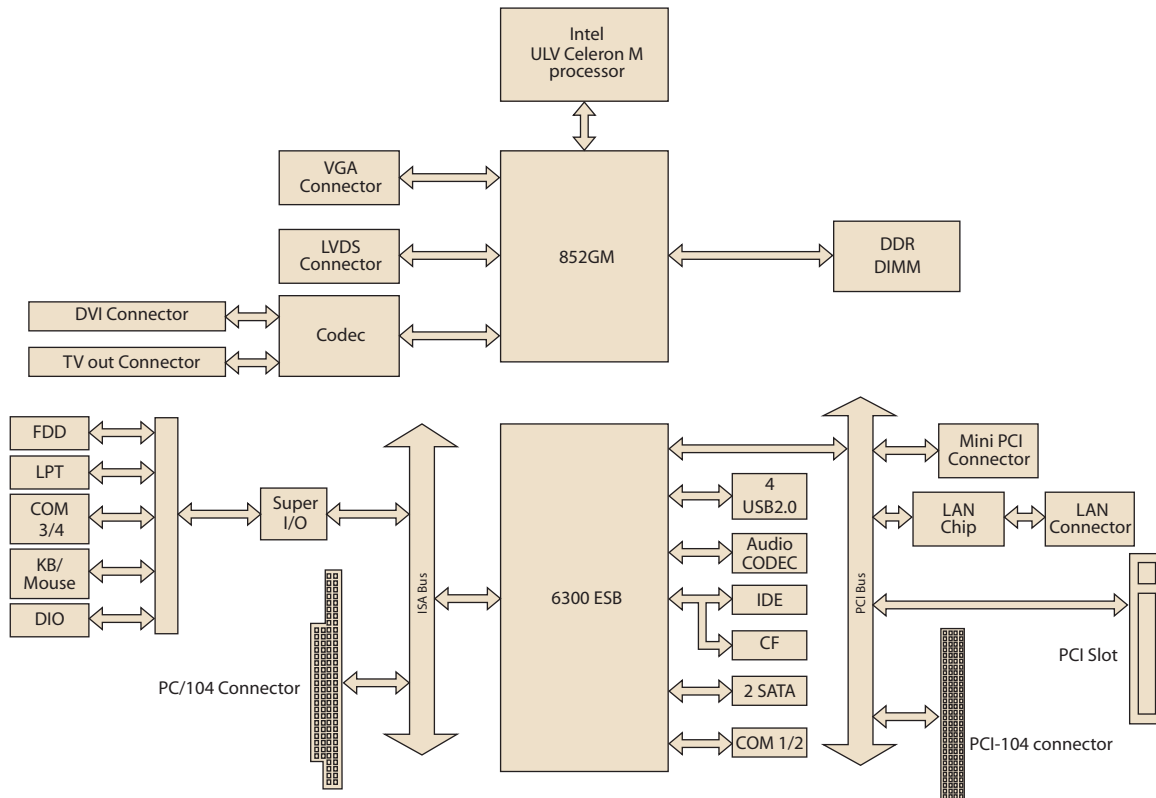 Intel
ULV Celeron M
processor
VGA
Connector
LVDS
Connector
852GM
DDR
DIMM
DVI Connector
Codec
TV out Connector
FDD
LPT
COM
3/4
KB/
Mouse
DIO
Super
I/O
ISA Bus
PC/104 Connector
6300 ESB
4
USB2.0
Audio
CODEC
IDE
CF
2 SATA
COM 1/2
PCI Bus
Mini PCI
Connector
LAN
Chip
LAN
Connector
PCI Slot
PCI-104 connector